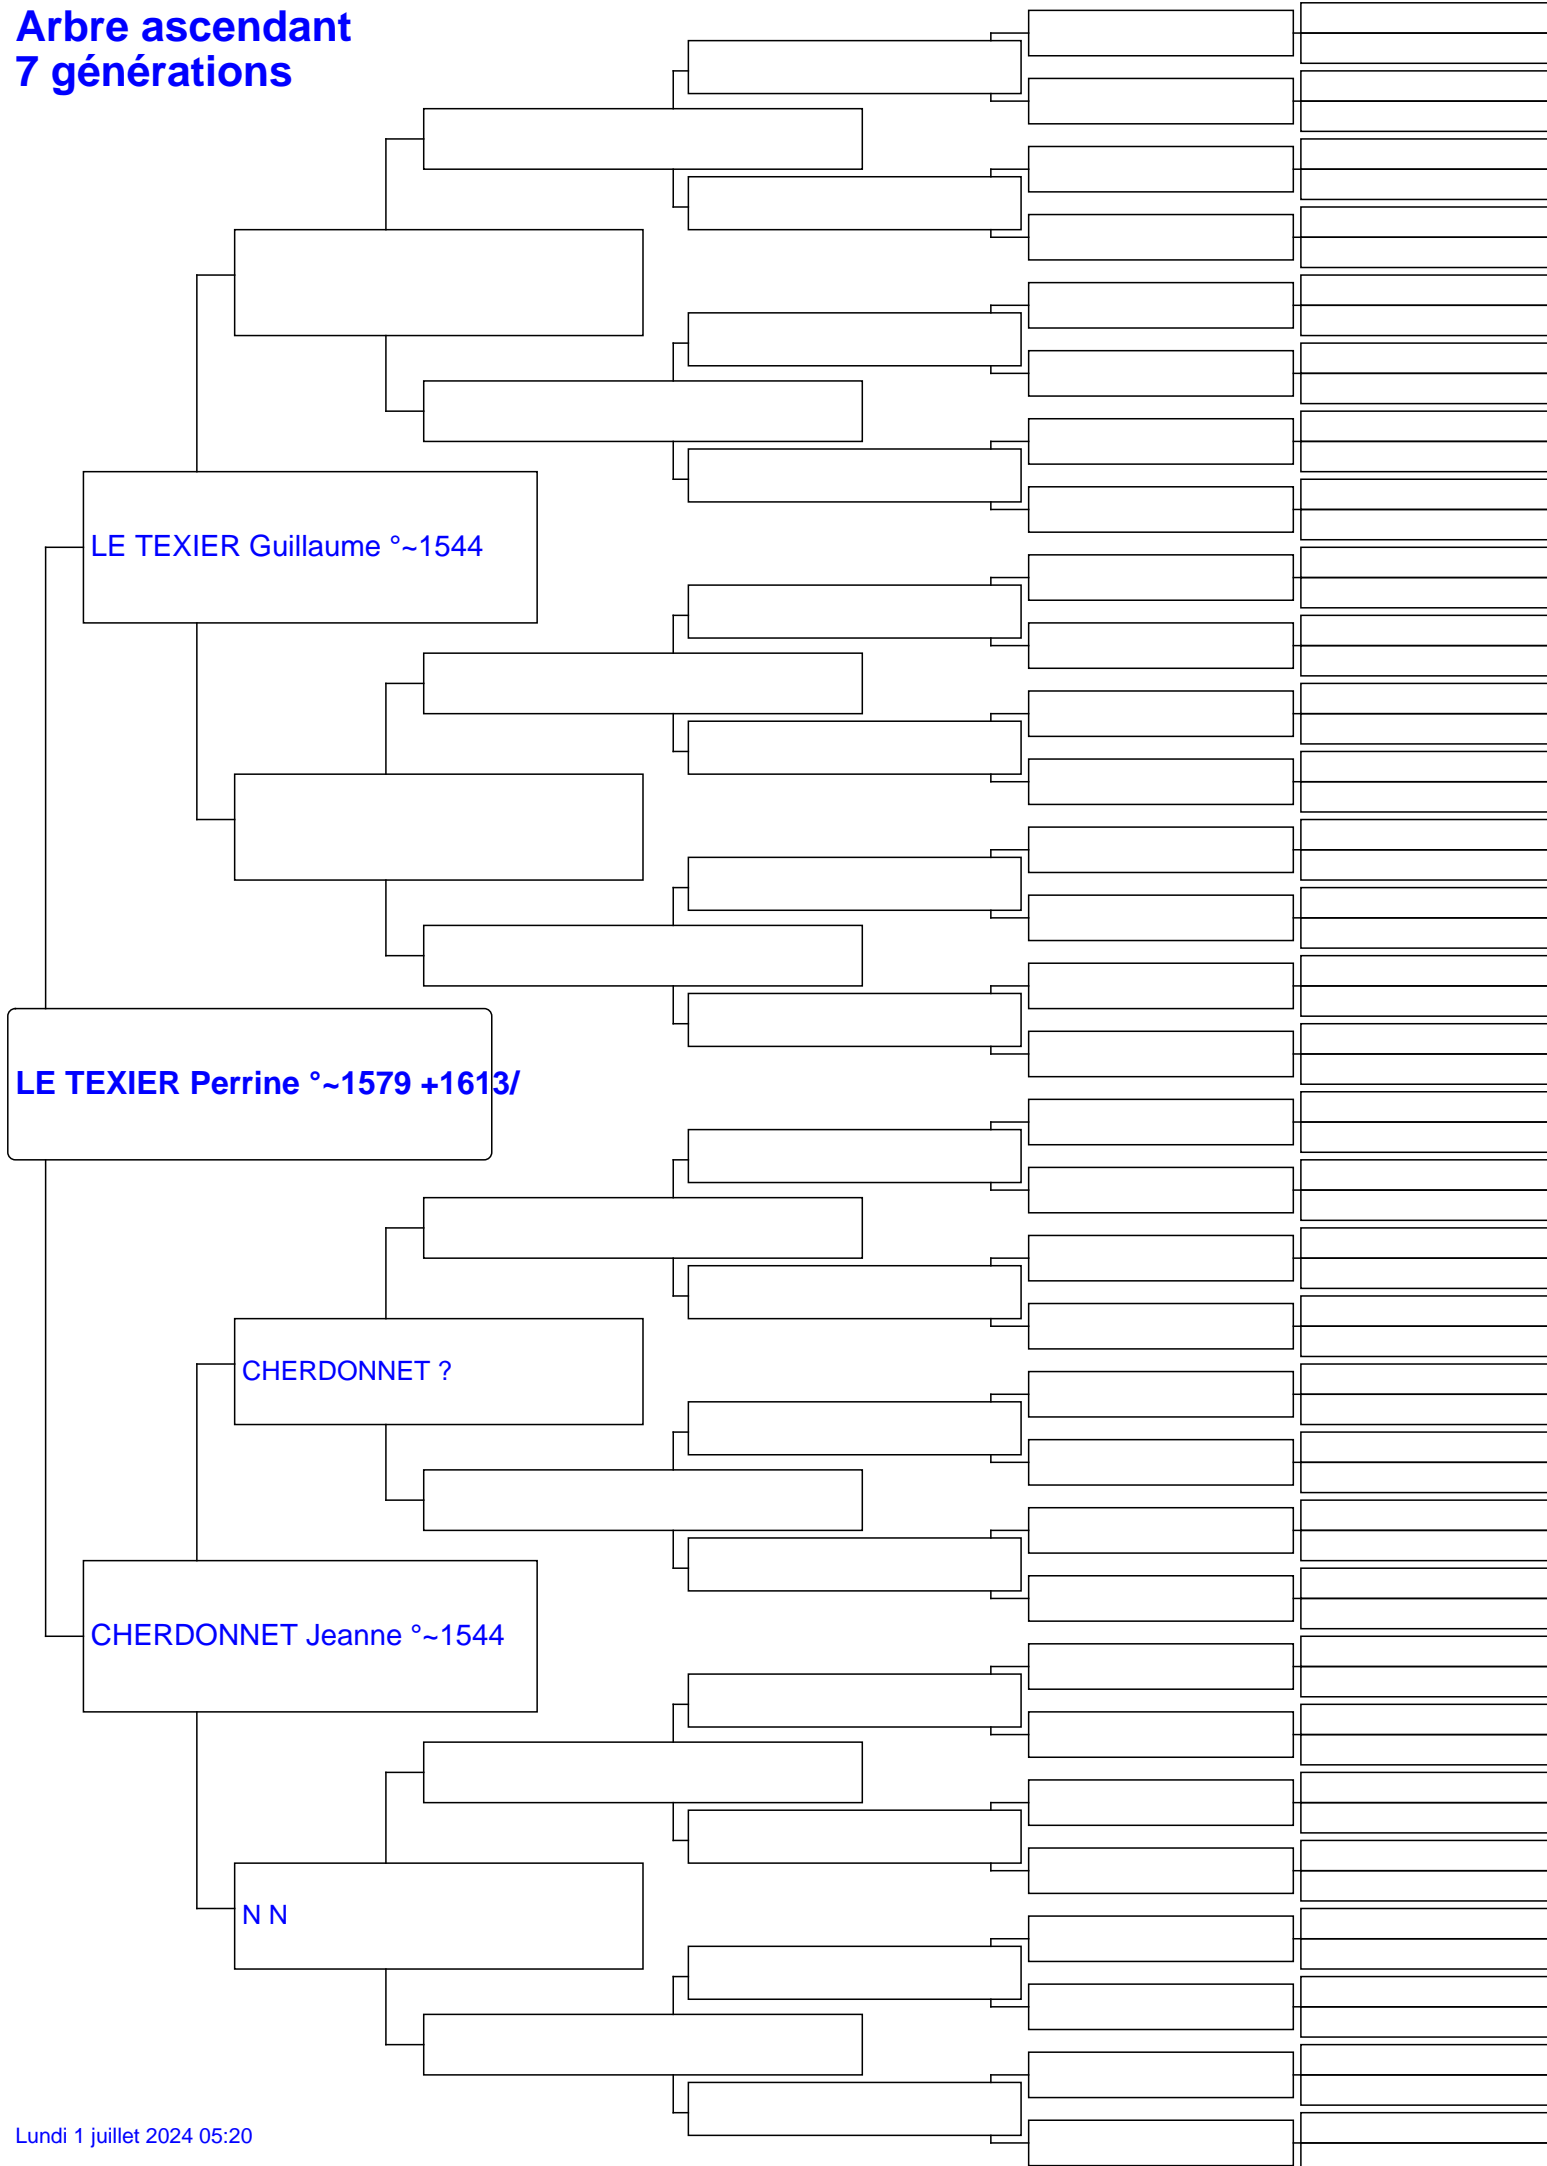 Arbre ascendant
7 générations
LE TEXIER Guillaume °~1544
LE TEXIER Perrine °~1579 +1613/
CHERDONNET ?
CHERDONNET Jeanne °~1544
N N
Lundi 1 juillet 2024 05:20